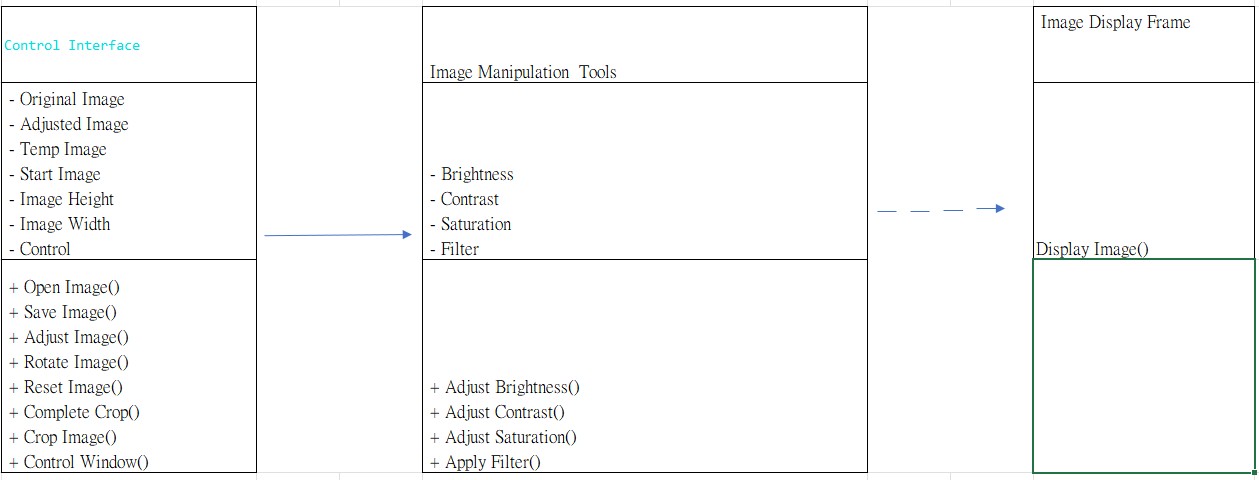 Control Interface
- Original Image
- Adjusted Image
- Temp Image
- Start Image
- Image Height
- Image Width
- Control
+ Open Image()
+ Save Image()
+ Adjust Image()
+ Rotate Image()
+ Reset Image()
+ Complete Crop()
+ Crop Image()
+ Control Window()
Image Manipulation  Tools
- Brightness
- Contrast
- Saturation
- Filter
+ Adjust Brightness()
+ Adjust Contrast()
+ Adjust Saturation()
+ Apply Filter()
Image Display Frame
Display Image()